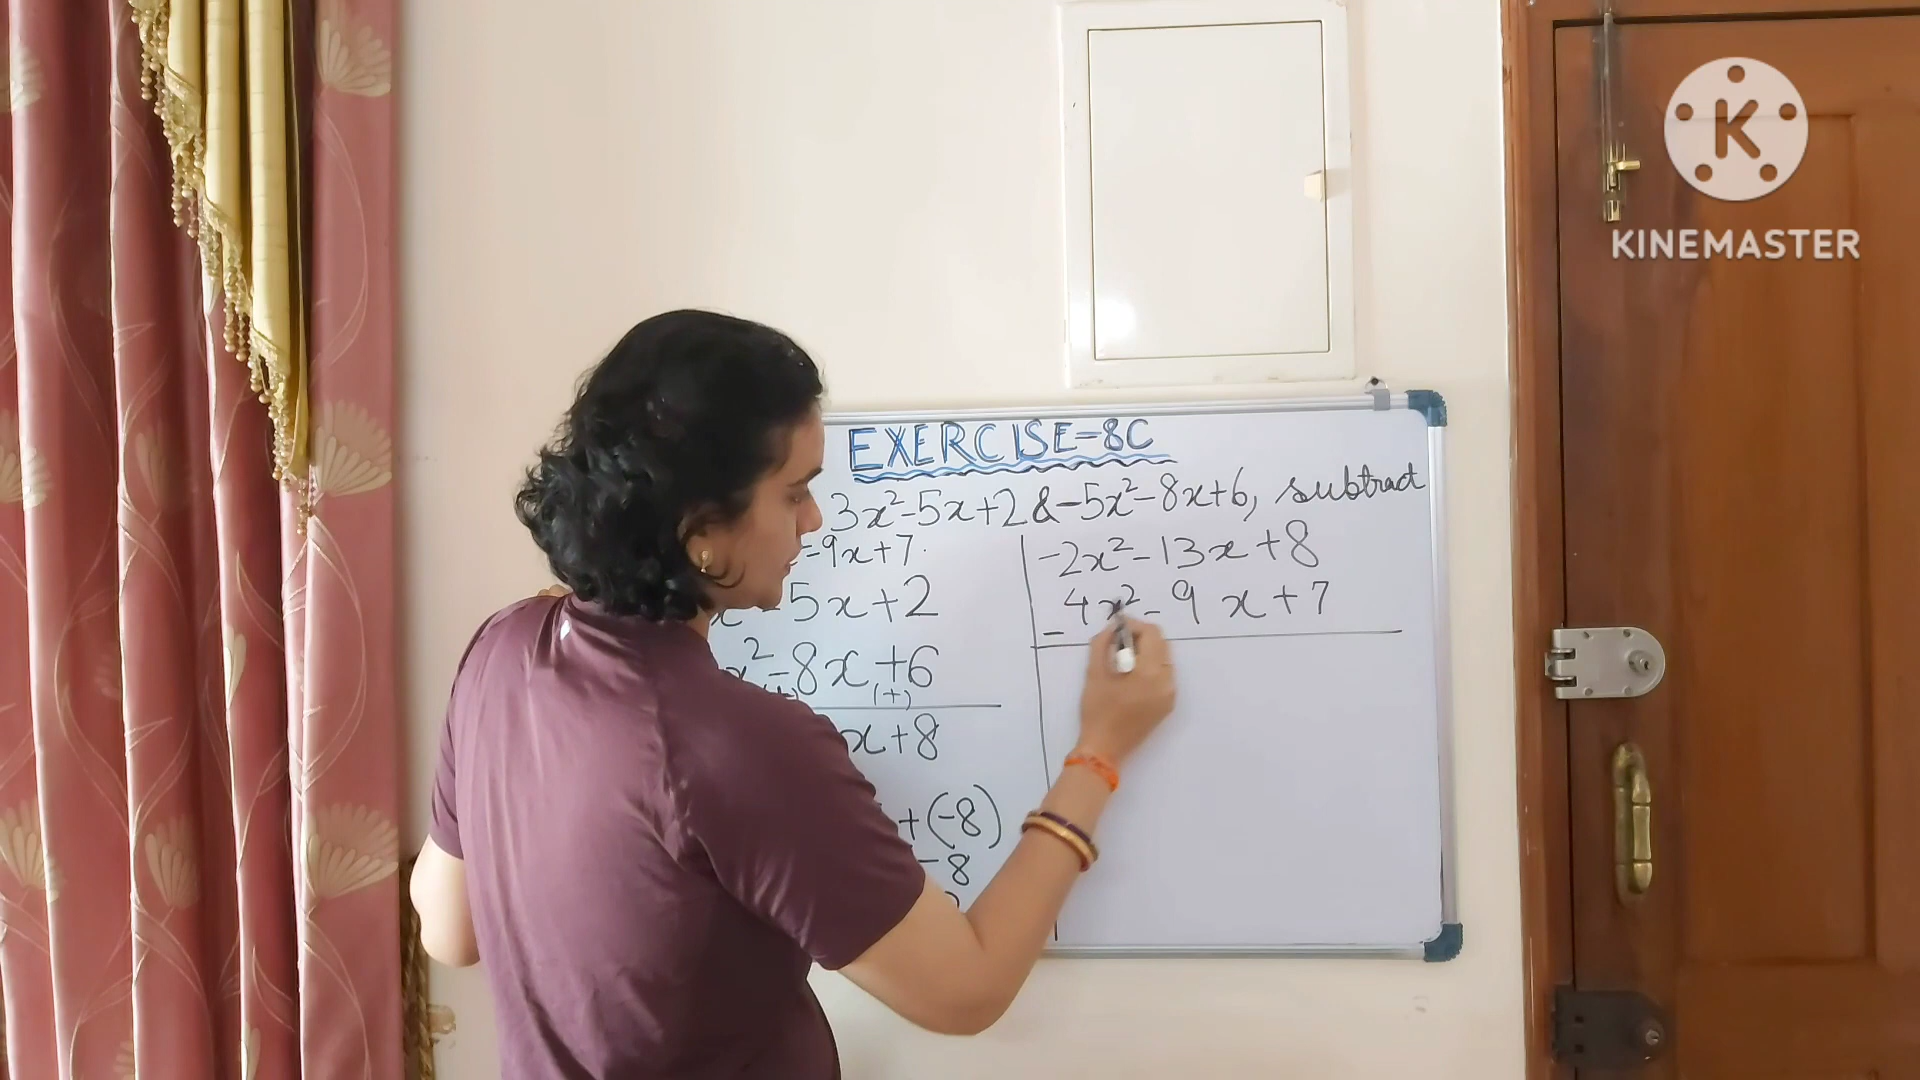 KINEMASTER
EXERCISE-8C
3x²-5x+2 & -5x²-8x+6, subtract
-9x+7.
-5x+2
x²-8x+6
(+) (+)
x+8
+(-8)
-8
-2x²-13x+8
4x²-9x+7
-